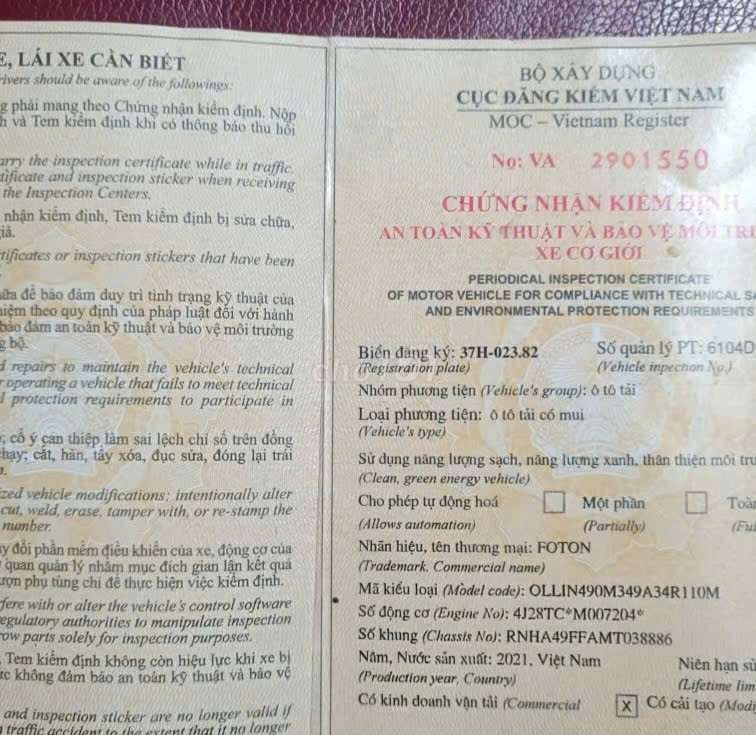 E, LÁI XE CẦN BIẾT
rivers should be aware of the followings:
g phải mang theo Chứng nhận kiểm định. Nộp
h và Tem kiểm định khi có thông báo thu hồi
arry the inspection certificate while in traffic.
tificate and inspection sticker when receiving
the Inspection Centers.
nhận kiểm định, Tem kiểm định bị sửa chữa,
giả.
rtificates or inspection stickers that have been
hữa để bảo đảm duy trì tình trạng kỹ thuật của
niệm theo quy định của pháp luật đối với hành
bảo đảm an toàn kỹ thuật và bảo vệ môi trường
g bộ.
d repairs to maintain the vehicle's technical
r operating a vehicle that fails to meet technical
l protection requirements to participate in
, cố ý can thiệp làm sai lệch chỉ số trên đồng
hạy; cắt, hàn, tẩy xóa, đục sửa, đóng lại trái
ized vehicle modifications; intentionally alter
cut, weld, erase, tamper with, or re-stamp the
number.
y đổi phần mềm điều khiển của xe, động cơ của
quan quản lý nhằm mục đích gian lận kết quả
ượn phụ tùng chỉ để thực hiện việc kiểm định.
fere with or alter the vehicle's control software
regulatory authorities to manipulate inspection
row parts solely for inspection purposes.
, Tem kiểm định không còn hiệu lực khi xe bị
ức không đảm bảo an toàn kỹ thuật và bảo vệ
and inspection sticker are no longer valid if
traffic accident to the extent that it no longer
BỘ XÂY DỰNG
CỤC ĐĂNG KIỂM VIỆT NAM
MOC – Vietnam Register
No: VA 2901550
CHỨNG NHẬN KIỂM ĐỊNH
AN TOÀN KỸ THUẬT VÀ BẢO VỆ MÔI TRƯ
XE CƠ GIỚI
PERIODICAL INSPECTION CERTIFICATE
OF MOTOR VEHICLE FOR COMPLIANCE WITH TECHNICAL SA
AND ENVIRONMENTAL PROTECTION REQUIREMENTS
Biển đăng ký: 37H-023.82 Số quản lý PT: 6104D
(Registration plate) (Vehicle inpection No.)
Nhóm phương tiện (Vehicle's group): ô tô tải
Loại phương tiện: ô tô tải có mui
(Vehicle's type)
Sử dụng năng lượng sạch, năng lượng xanh, thân thiện môi trư
(Clean, green energy vehicle)
Cho phép tự động hoá Một phần Toàn
(Allows automation) (Partially) (Ful
Nhãn hiệu, tên thương mại: FOTON
(Trademark, Commercial name)
Mã kiểu loại (Model code): OLLIN490M349A34R110M
Số động cơ (Engine No): 4J28TC*M007204*
Số khung (Chassis No): RNHA49FFAMT038886
Năm, Nước sản xuất: 2021, Việt Nam Niên hạn sử
(Production year, Country) (Lifetime lim
Có kinh doanh vận tải (Commercial X Có cải tạo (Modi